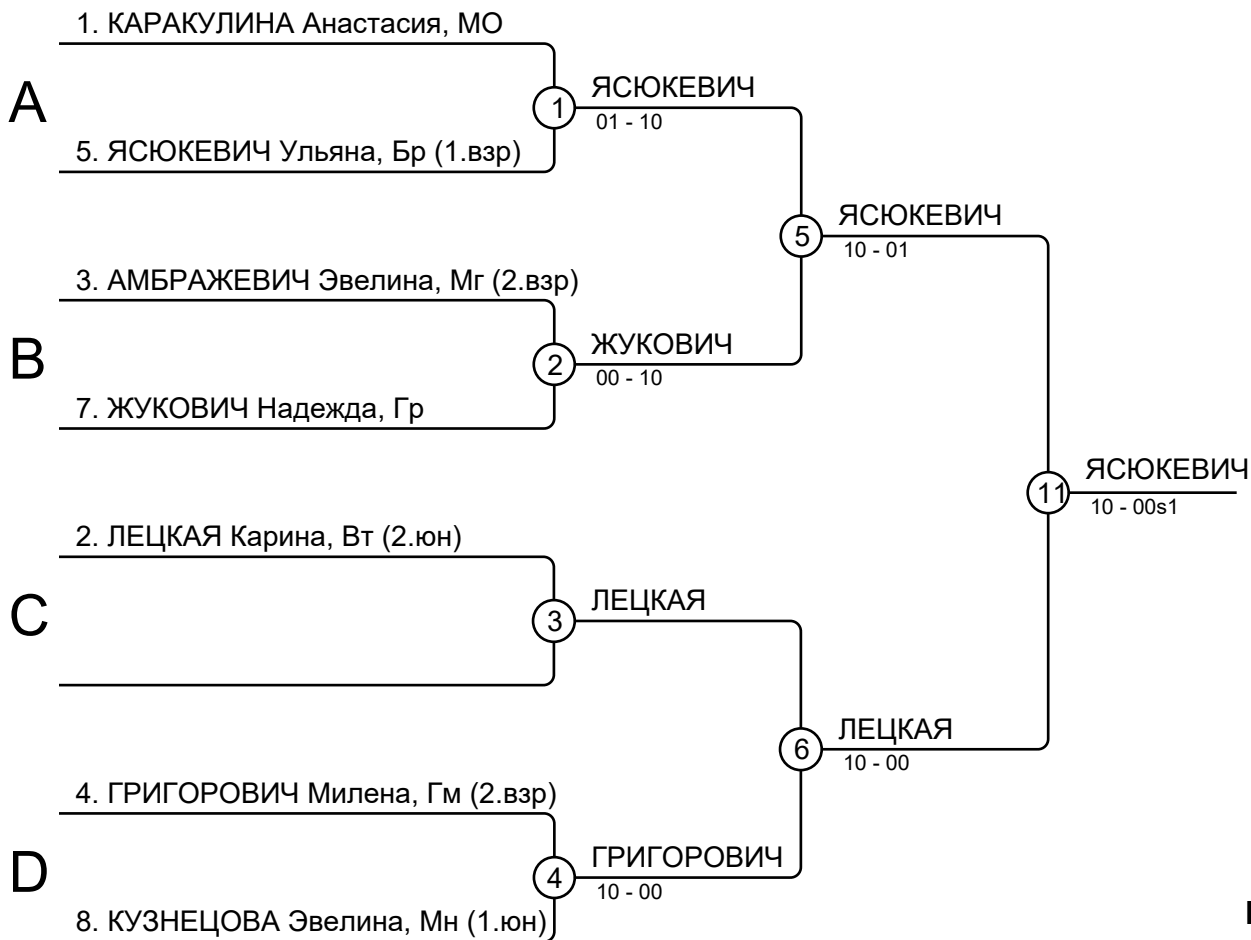 1. КАРАКУЛИНА Анастасия, МО
A
1
ЯСЮКЕВИЧ
01 - 10
5. ЯСЮКЕВИЧ Ульяна, Бр (1.взр)
5
ЯСЮКЕВИЧ
10 - 01
3. АМБРАЖЕВИЧ Эвелина, Мг (2.взр)
B
2
ЖУКОВИЧ
00 - 10
7. ЖУКОВИЧ Надежда, Гр
11
ЯСЮКЕВИЧ
10 - 00s1
2. ЛЕЦКАЯ Карина, Вт (2.юн)
C
3
ЛЕЦКАЯ
6
ЛЕЦКАЯ
10 - 00
4. ГРИГОРОВИЧ Милена, Гм (2.взр)
D
4
ГРИГОРОВИЧ
10 - 00
8. КУЗНЕЦОВА Эвелина, Мн (1.юн)